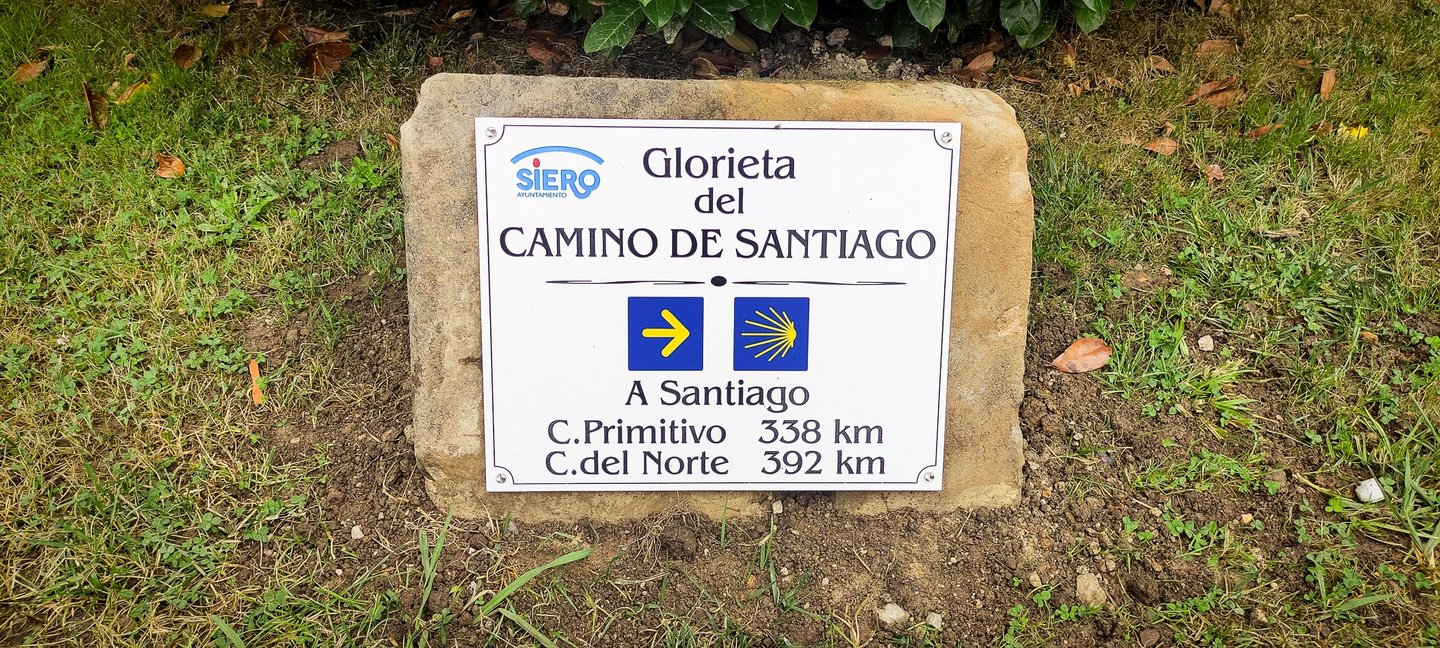 SIERO
AYUNTAMIENTO
Glorieta
del
CAMINO DE SANTIAGO
A Santiago
C.Primitivo 338 km
C.del Norte 392 km